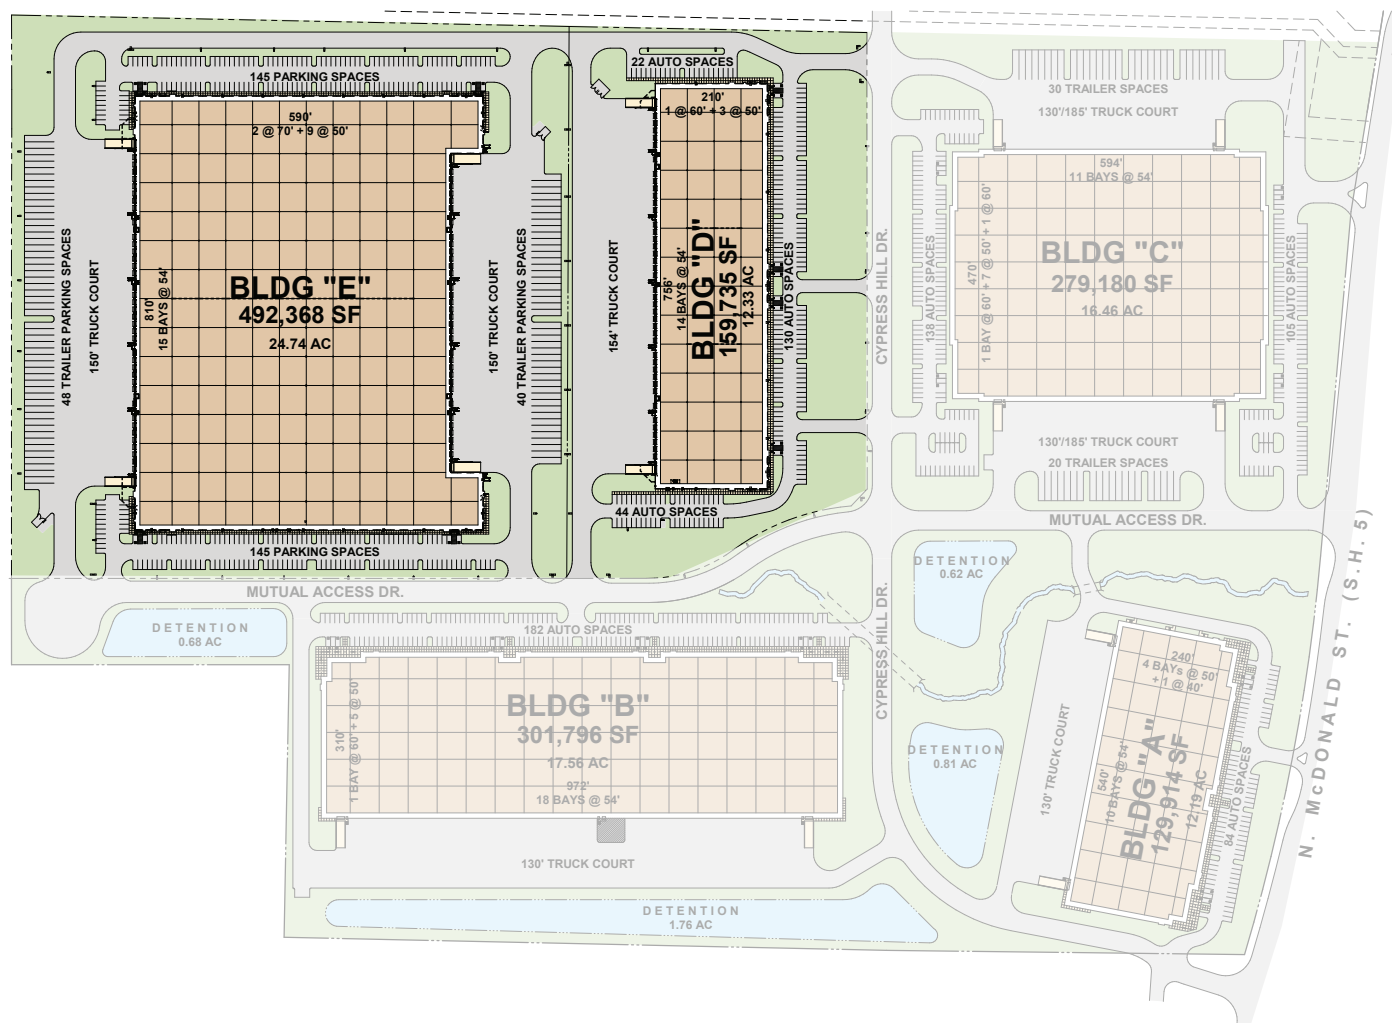 145 PARKING SPACES
590'
2 @ 70' + 9 @ 50'
48 TRAILER PARKING SPACES
150' TRUCK COURT
810'
15 BAYS @ 54'
BLDG "E"
492,368 SF
24.74 AC
150' TRUCK COURT
40 TRAILER PARKING SPACES
145 PARKING SPACES
22 AUTO SPACES
210'
1 @ 60' + 3 @ 50'
154' TRUCK COURT
756'
14 BAYS @ 54'
BLDG "D"
159,735 SF
12.33 AC
130 AUTO SPACES
44 AUTO SPACES
CYPRESS HILL DR.
30 TRAILER SPACES
130'/185' TRUCK COURT
594'
11 BAYS @ 54'
138 AUTO SPACES
470'
1 BAY @ 60' + 7 @ 50' + 1 @ 60'
BLDG "C"
279,180 SF
16.46 AC
105 AUTO SPACES
130'/185' TRUCK COURT
20 TRAILER SPACES
MUTUAL ACCESS DR.
MUTUAL ACCESS DR.
DETENTION
0.68 AC
182 AUTO SPACES
310'
1 BAY @ 60' + 5 @ 50'
BLDG "B"
301,796 SF
17.56 AC
972'
18 BAYS @ 54'
130' TRUCK COURT
DETENTION
1.76 AC
CYPRESS HILL DR.
DETENTION
0.62 AC
DETENTION
0.81 AC
130' TRUCK COURT
240'
4 BAYs @ 50'
+ 1 @ 40'
540'
10 BAYS @ 54'
BLDG "A"
129,914 SF
12.19 AC
84 AUTO SPACES
N. McDONALD ST. (S.H. 5)